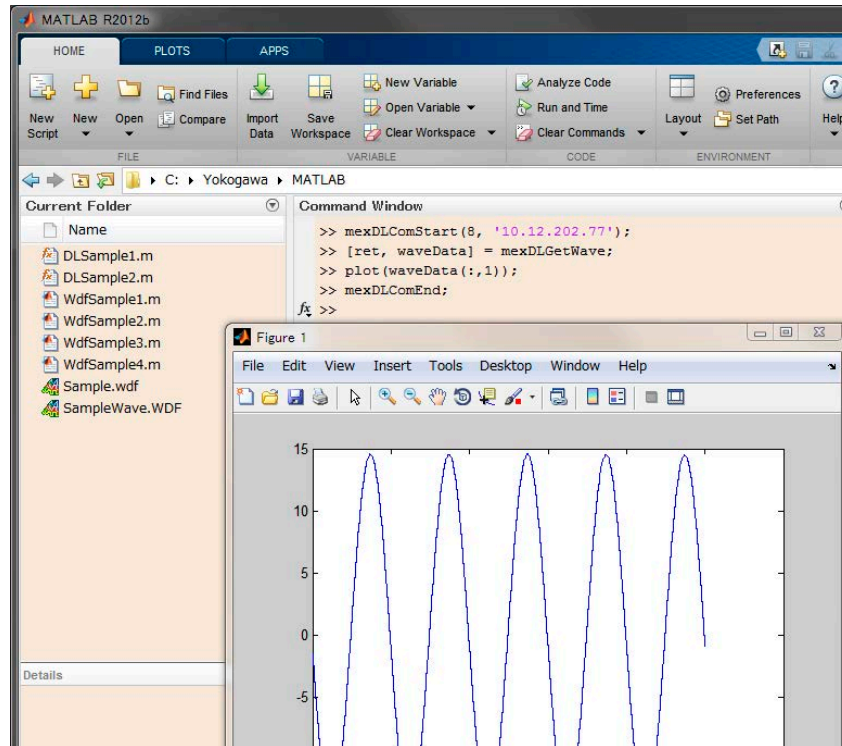 MATLAB R2012b
HOME PLOTS APPS
New Script
New
Open
Find Files
Compare
Import Data
Save Workspace
New Variable
Open Variable
Clear Workspace
Analyze Code
Run and Time
Clear Commands
Layout
Preferences
Set Path
Help
FILE VARIABLE CODE ENVIRONMENT
C: Yokogawa MATLAB
Current Folder
Name
DLSample1.m
DLSample2.m
WdfSample1.m
WdfSample2.m
WdfSample3.m
WdfSample4.m
Sample.wdf
SampleWave.WDF
Details
Command Window
>> mexDLComStart(8, '10.12.202.77');
>> [ret, waveData] = mexDLGetWave;
>> plot(waveData(:,1));
>> mexDLComEnd;
fx >>
Figure 1
File Edit View Insert Tools Desktop Window Help
15
10
5
0
-5